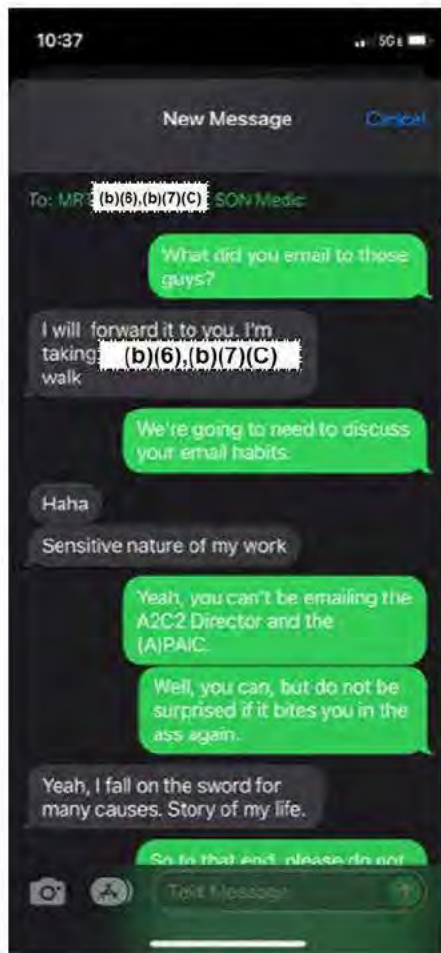 10:37
5G
New Message
Cancel
To: MR (b)(6),(b)(7)(C) SON Medic
What did you email to those
guys?
I will forward it to you. I'm
taking (b)(6),(b)(7)(C)
walk
We're going to need to discuss
your email habits.
Haha
Sensitive nature of my work
Yeah, you can't be emailing the
A2C2 Director and the
(A)PAIC.
Well, you can, but do not be
surprised if it bites you in the
ass again.
Yeah, I fall on the sword for
many causes. Story of my life.
So to that end, please do not
Text Message